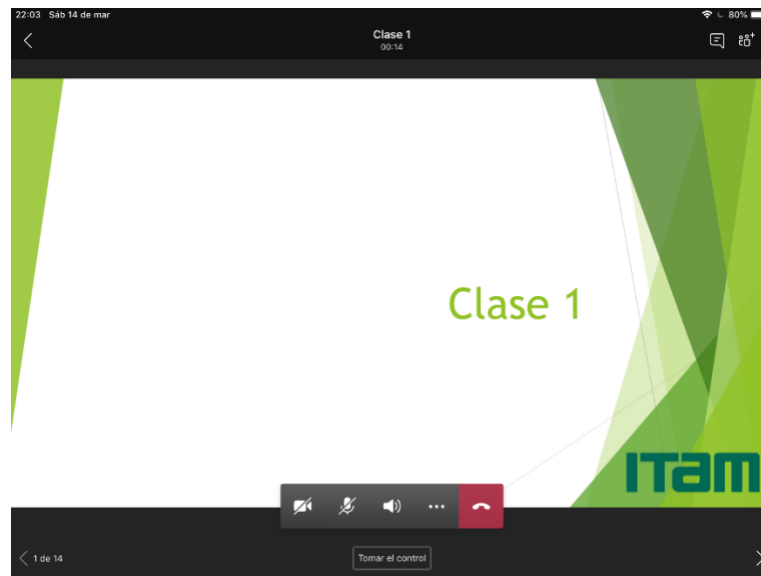 22:03 Sáb 14 de mar
80%
Clase 1
00:14
Clase 1
ITAM
1 de 14
Tomar el control